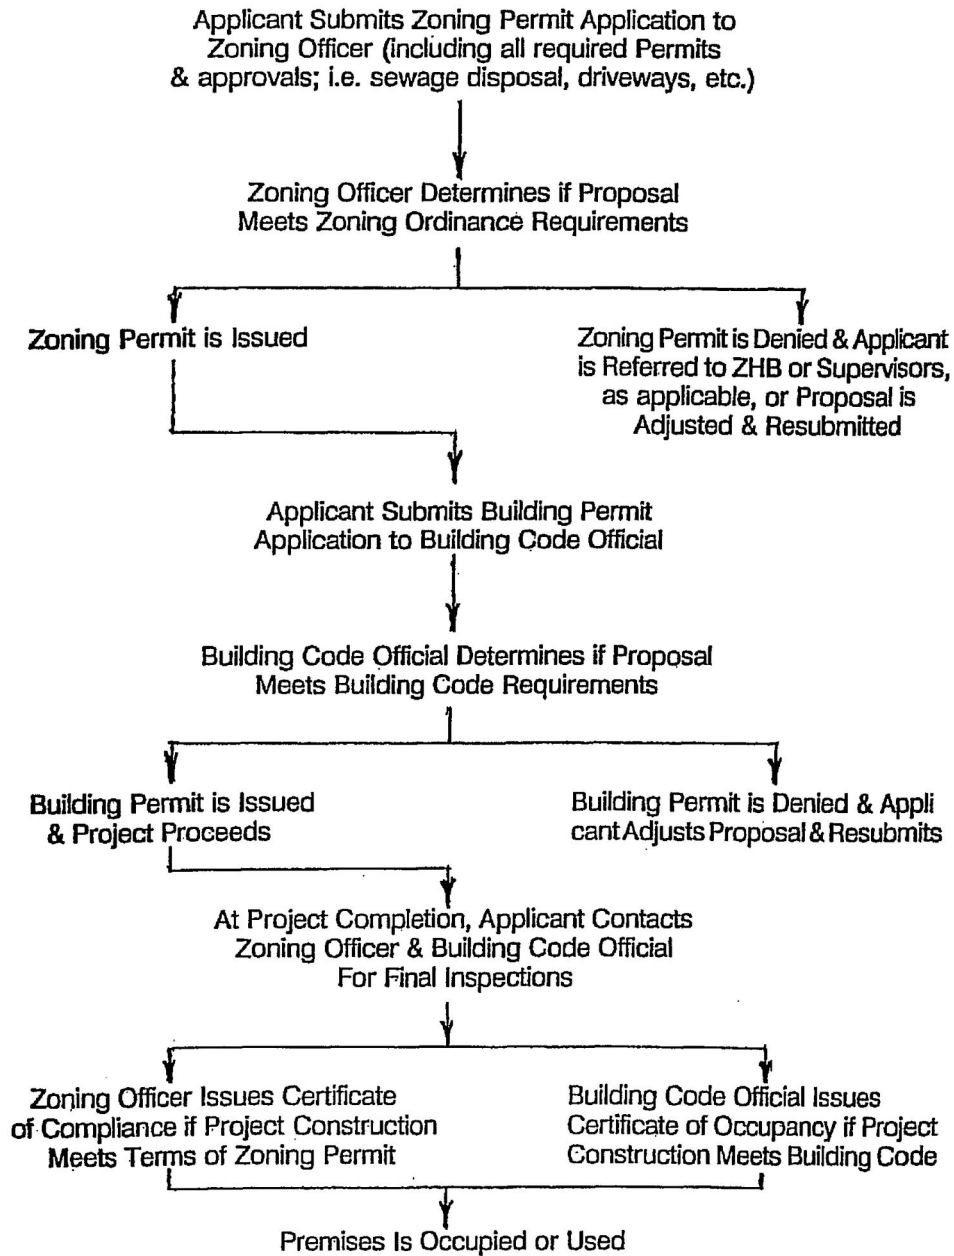 Applicant Submits Zoning Permit Application to
Zoning Officer (including all required Permits
& approvals; i.e. sewage disposal, driveways, etc.)
Zoning Officer Determines if Proposal
Meets Zoning Ordinance Requirements
Zoning Permit is Issued
Zoning Permit is Denied & Applicant
is Referred to ZHB or Supervisors,
as applicable, or Proposal is
Adjusted & Resubmitted
Applicant Submits Building Permit
Application to Building Code Official
Building Code Official Determines if Proposal
Meets Building Code Requirements
Building Permit is Issued
& Project Proceeds
Building Permit is Denied & Appli
cant Adjusts Proposal & Resubmits
At Project Completion, Applicant Contacts
Zoning Officer & Building Code Official
For Final Inspections
Zoning Officer Issues Certificate
of Compliance if Project Construction
Meets Terms of Zoning Permit
Building Code Official Issues
Certificate of Occupancy if Project
Construction Meets Building Code
Premises Is Occupied or Used